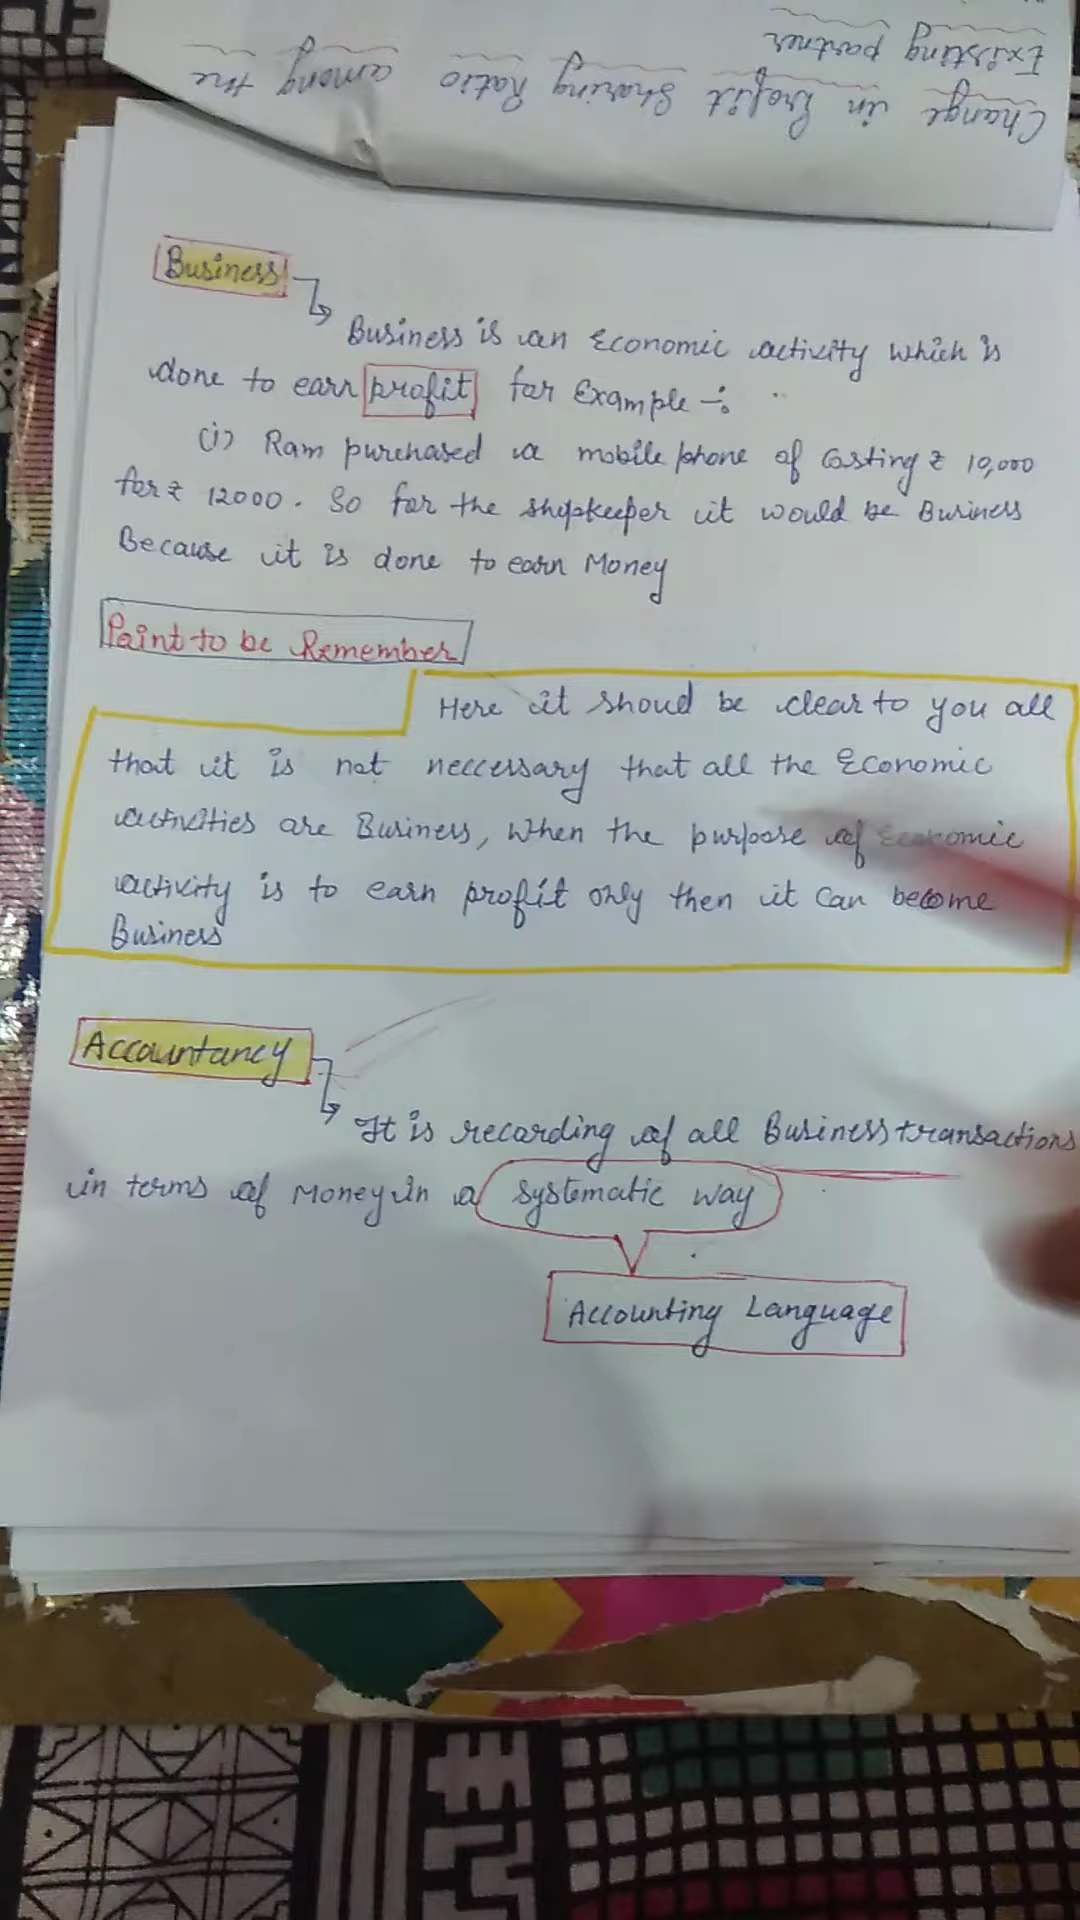 Change in Profit Sharing Ratio among the
Existing partner
Business
Business is an Economic activity which is
done to earn profit for Example -:
(i) Ram purchased a mobile phone of Costing ₹ 10,000
for ₹ 12000. So for the shopkeeper it would be Business
Because it is done to earn Money
Point to be Remember
Here it shoud be clear to you all
that it is not neccessary that all the Economic
activities are Business, When the purpose of Economic
activity is to earn profit only then it can become
Business
Accountancy
It is recording of all Business transactions
in terms of Money in a systematic way
Accounting Language